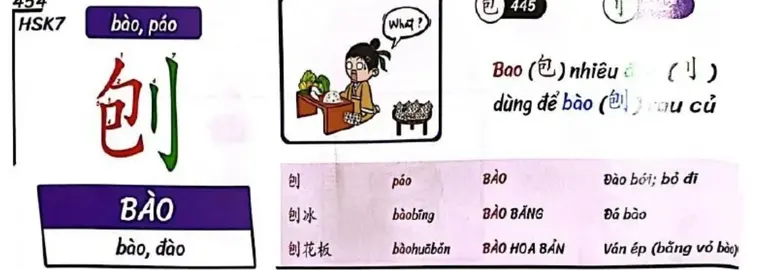 454
HSK7
bào, páo
刨
BÀO
bào, đào
What?
包 445
刂
Bao (包) nhiêu (刂)
dùng để bào (刨) rau củ
刨 páo BÀO Đào bới; bỏ đi
刨冰 bàobīng BÀO BĂNG Đá bào
刨花板 bàohuābǎn BÀO HOA BẢN Ván ép (bằng vỏ bào)